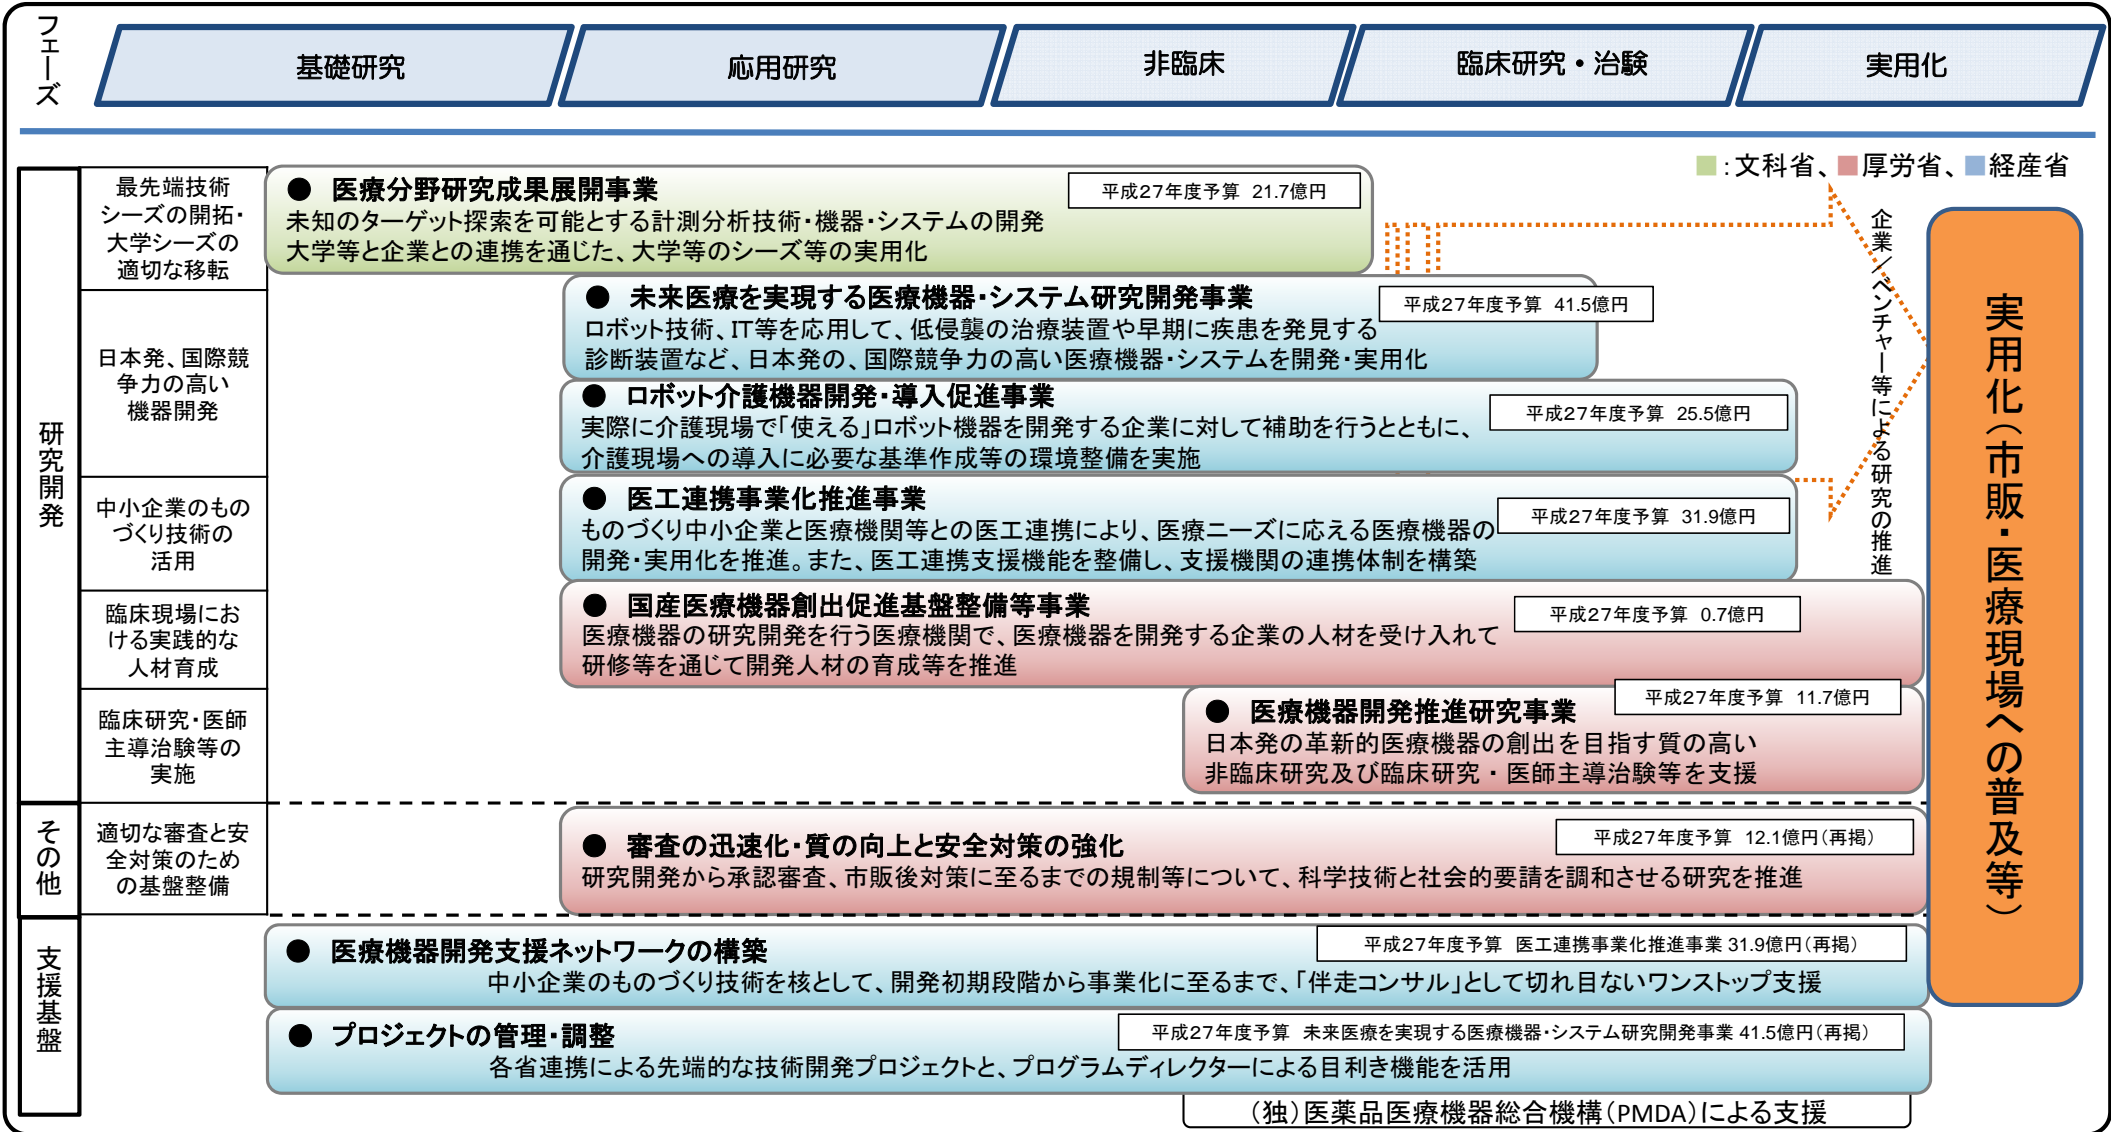 フェーズ
基礎研究
応用研究
非臨床
臨床研究・治験
実用化
■:文科省、■厚労省、■経産省
研究開発
最先端技術
シーズの開拓・
大学シーズの
適切な移転
● 医療分野研究成果展開事業
平成27年度予算 21.7億円
未知のターゲット探索を可能とする計測分析技術・機器・システムの開発
大学等と企業との連携を通じた、大学等のシーズ等の実用化
日本発、国際競
争力の高い
機器開発
● 未来医療を実現する医療機器・システム研究開発事業
平成27年度予算 41.5億円
ロボット技術、IT等を応用して、低侵襲の治療装置や早期に疾患を発見する
診断装置など、日本発の、国際競争力の高い医療機器・システムを開発・実用化
● ロボット介護機器開発・導入促進事業
平成27年度予算 25.5億円
実際に介護現場で「使える」ロボット機器を開発する企業に対して補助を行うとともに、
介護現場への導入に必要な基準作成等の環境整備を実施
中小企業のもの
づくり技術の
活用
● 医工連携事業化推進事業
平成27年度予算 31.9億円
ものづくり中小企業と医療機関等との医工連携により、医療ニーズに応える医療機器の
開発・実用化を推進。また、医工連携支援機能を整備し、支援機関の連携体制を構築
臨床現場にお
ける実践的な
人材育成
● 国産医療機器創出促進基盤整備等事業
平成27年度予算 0.7億円
医療機器の研究開発を行う医療機関で、医療機器を開発する企業の人材を受け入れて
研修等を通じて開発人材の育成等を推進
臨床研究・医師
主導治験等の
実施
● 医療機器開発推進研究事業
平成27年度予算 11.7億円
日本発の革新的医療機器の創出を目指す質の高い
非臨床研究及び臨床研究・医師主導治験等を支援
企業/ベンチャー等による研究の推進
実用化(市販・医療現場への普及等)
その他
適切な審査と安
全対策のため
の基盤整備
● 審査の迅速化・質の向上と安全対策の強化
平成27年度予算 12.1億円(再掲)
研究開発から承認審査、市販後対策に至るまでの規制等について、科学技術と社会的要請を調和させる研究を推進
支援基盤
● 医療機器開発支援ネットワークの構築
平成27年度予算 医工連携事業化推進事業 31.9億円(再掲)
中小企業のものづくり技術を核として、開発初期段階から事業化に至るまで、「伴走コンサル」として切れ目ないワンストップ支援
● プロジェクトの管理・調整
平成27年度予算 未来医療を実現する医療機器・システム研究開発事業 41.5億円(再掲)
各省連携による先端的な技術開発プロジェクトと、プログラムディレクターによる目利き機能を活用
(独)医薬品医療機器総合機構(PMDA)による支援